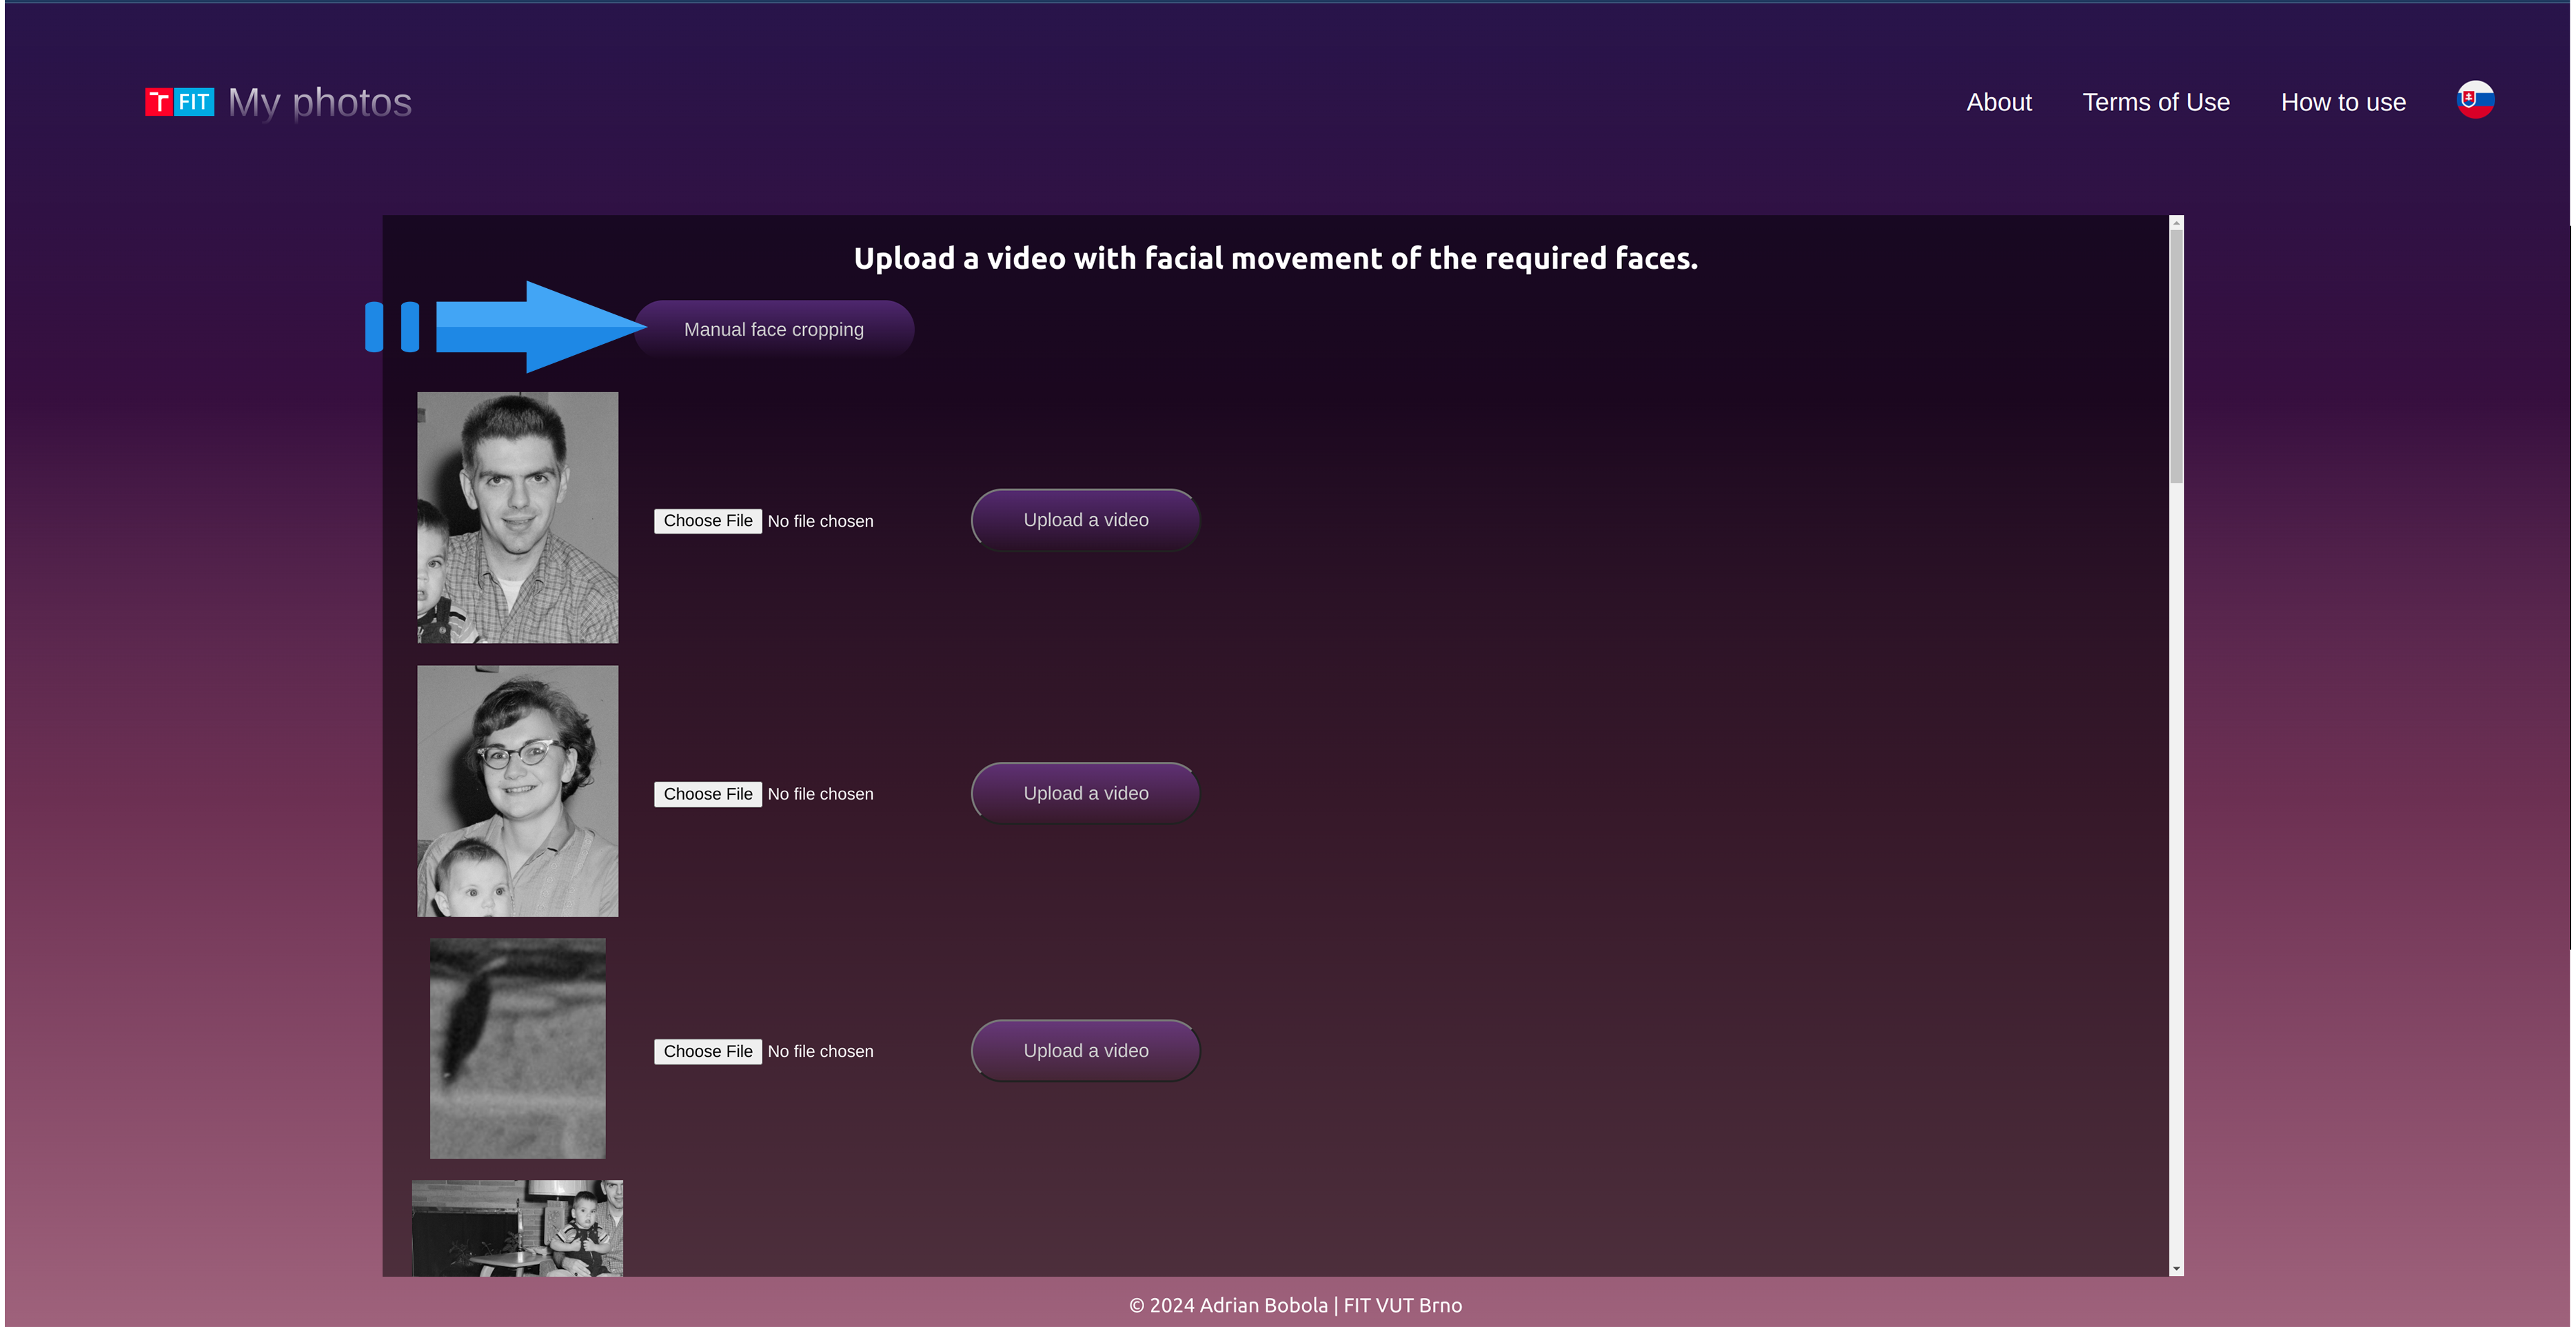 T FIT My photos About Terms of Use How to use
Upload a video with facial movement of the required faces.
Manual face cropping
Choose File No file chosen Upload a video
Choose File No file chosen Upload a video
Choose File No file chosen Upload a video
© 2024 Adrian Bobola | FIT VUT Brno